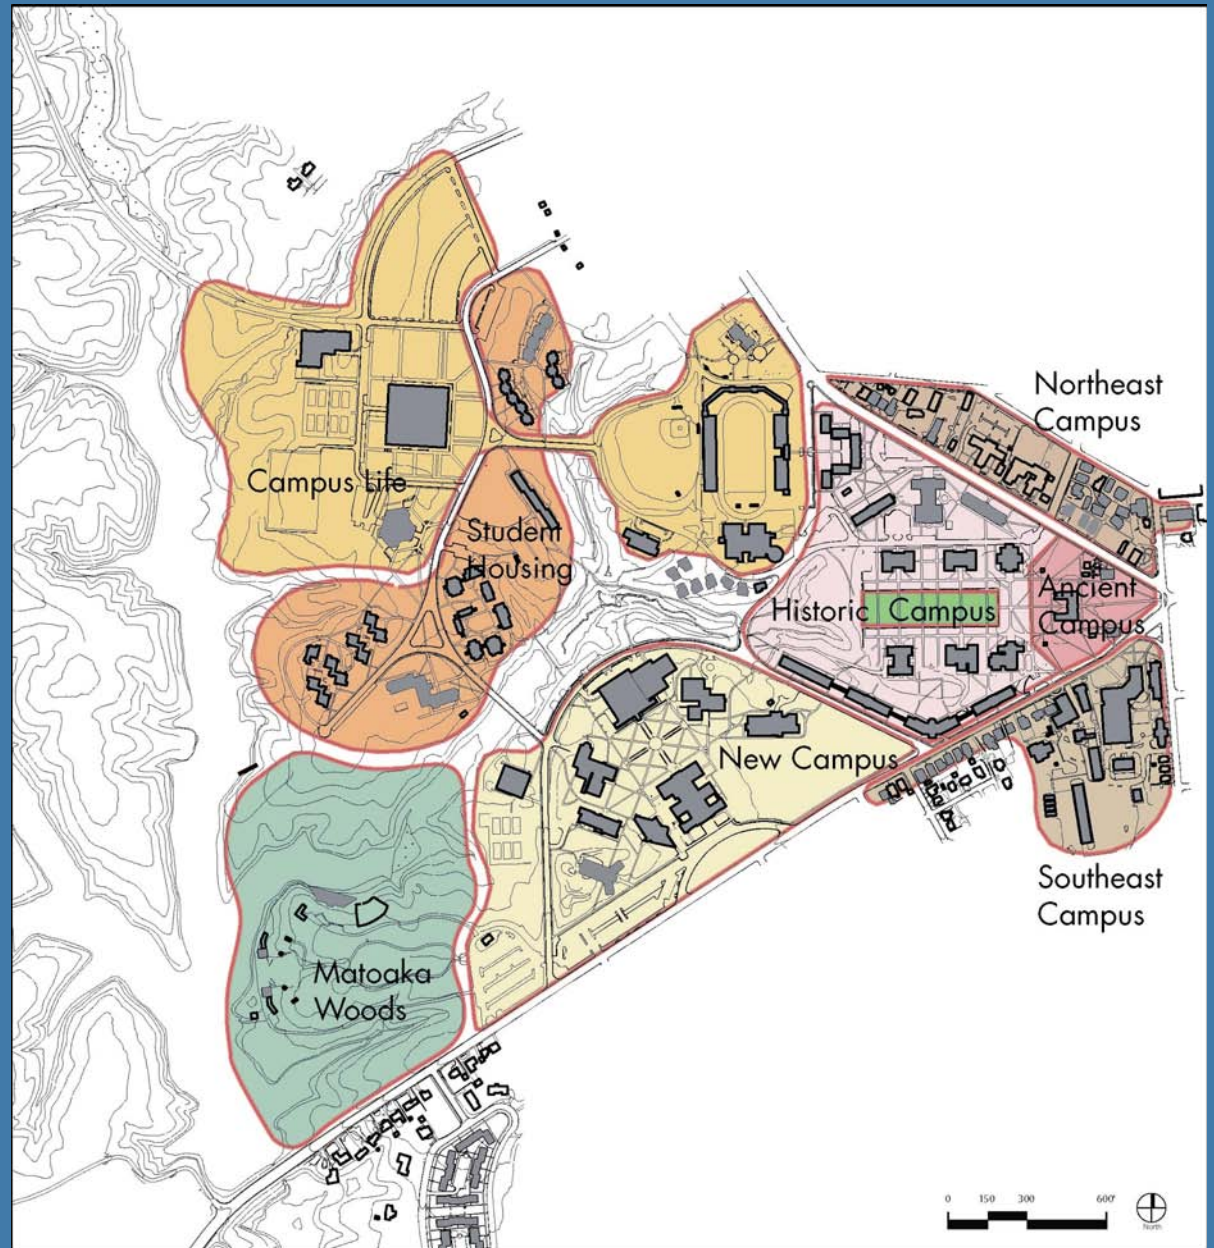 Northeast
Campus
Campus Life
Student
Housing
Ancient
Campus
Historic Campus
New Campus
Southeast
Campus
Matoaka
Woods
0 150 300 600'
North